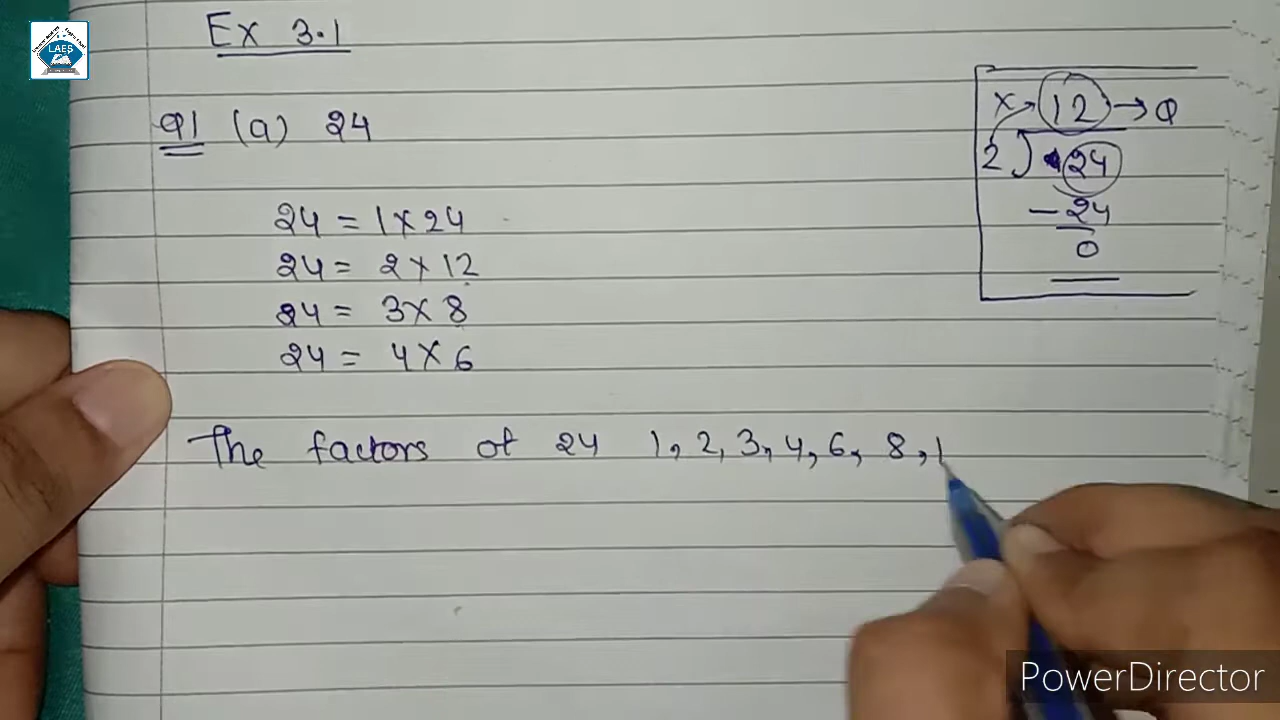 LAES
Ex 3.1
Q1 (a) 24
24 = 1 x 24
24 = 2 x 12
24 = 3 x 8
24 = 4 x 6
x 12 → Q
2 ) 24
- 24
0
The factors of 24 1, 2, 3, 4, 6, 8, 1
PowerDirector